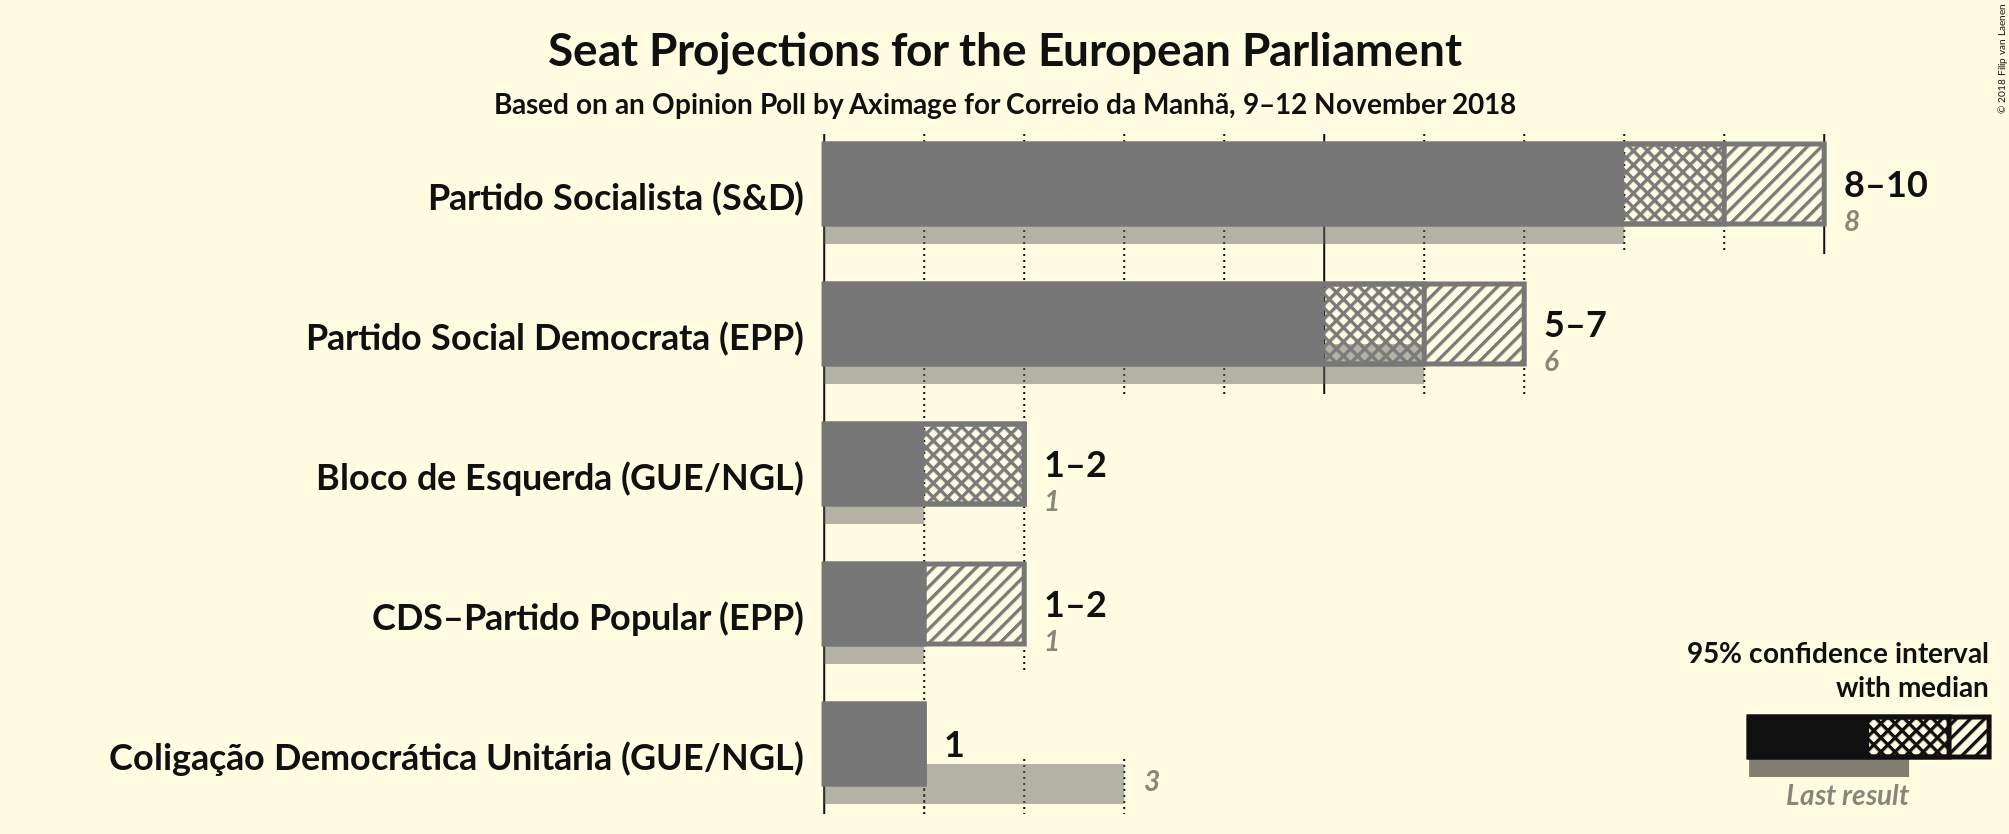 Seat Projections for the European Parliament
Based on an Opinion Poll by Aximage for Correio da Manhã, 9–12 November 2018
© 2018 Filip van Laenen
Partido Socialista (S&D)
8–10
8
Partido Social Democrata (EPP)
5–7
6
Bloco de Esquerda (GUE/NGL)
1–2
1
CDS–Partido Popular (EPP)
1–2
1
Coligação Democrática Unitária (GUE/NGL)
1
3
95% confidence interval
with median
Last result